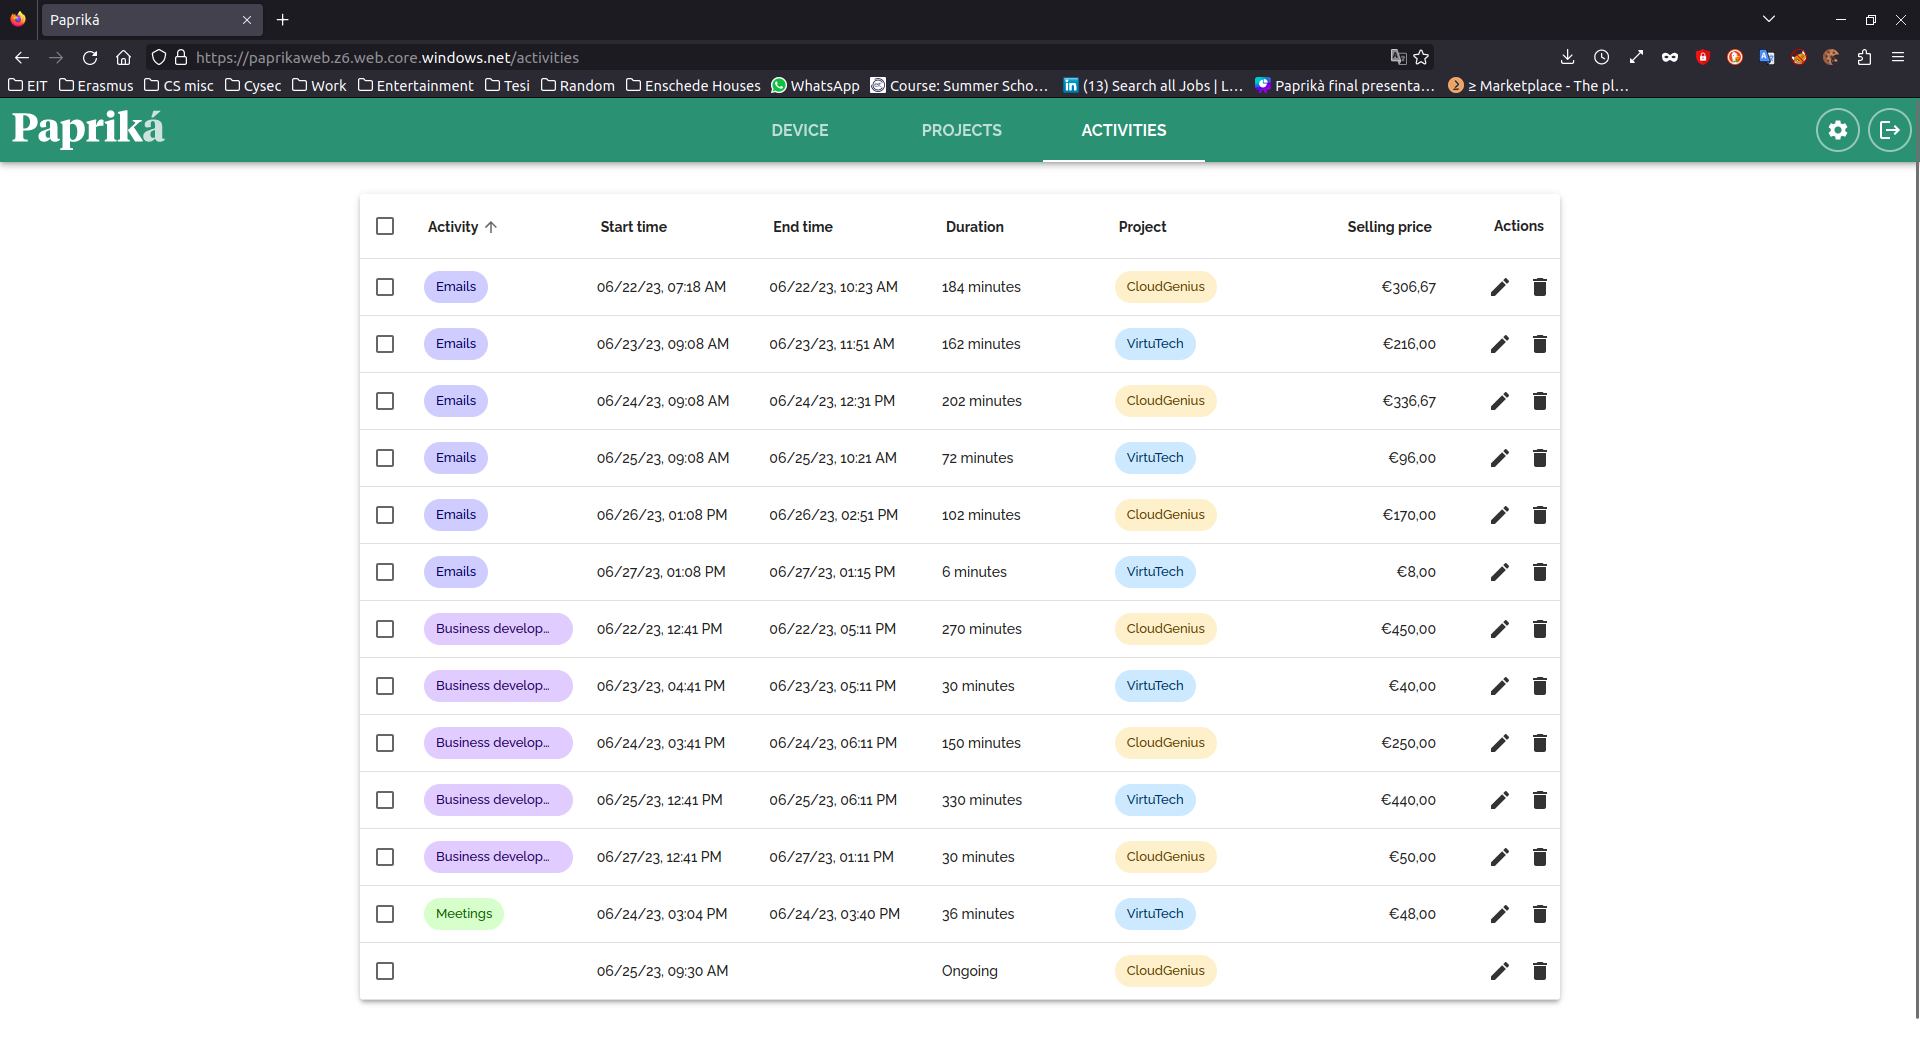 Papriká
https://paprikaweb.z6.web.core.windows.net/activities
EIT Erasmus CS misc Cysec Work Entertainment Tesi Random Enschede Houses WhatsApp Course: Summer Scho… (13) Search all Jobs | L… Paprikà final presenta… ≥ Marketplace - The pl…
Papriká DEVICE PROJECTS ACTIVITIES
Activity Start time End time Duration Project Selling price Actions
Emails 06/22/23, 07:18 AM 06/22/23, 10:23 AM 184 minutes CloudGenius €306,67
Emails 06/23/23, 09:08 AM 06/23/23, 11:51 AM 162 minutes VirtuTech €216,00
Emails 06/24/23, 09:08 AM 06/24/23, 12:31 PM 202 minutes CloudGenius €336,67
Emails 06/25/23, 09:08 AM 06/25/23, 10:21 AM 72 minutes VirtuTech €96,00
Emails 06/26/23, 01:08 PM 06/26/23, 02:51 PM 102 minutes CloudGenius €170,00
Emails 06/27/23, 01:08 PM 06/27/23, 01:15 PM 6 minutes VirtuTech €8,00
Business develop… 06/22/23, 12:41 PM 06/22/23, 05:11 PM 270 minutes CloudGenius €450,00
Business develop… 06/23/23, 04:41 PM 06/23/23, 05:11 PM 30 minutes VirtuTech €40,00
Business develop… 06/24/23, 03:41 PM 06/24/23, 06:11 PM 150 minutes CloudGenius €250,00
Business develop… 06/25/23, 12:41 PM 06/25/23, 06:11 PM 330 minutes VirtuTech €440,00
Business develop… 06/27/23, 12:41 PM 06/27/23, 01:11 PM 30 minutes CloudGenius €50,00
Meetings 06/24/23, 03:04 PM 06/24/23, 03:40 PM 36 minutes VirtuTech €48,00
06/25/23, 09:30 AM Ongoing CloudGenius